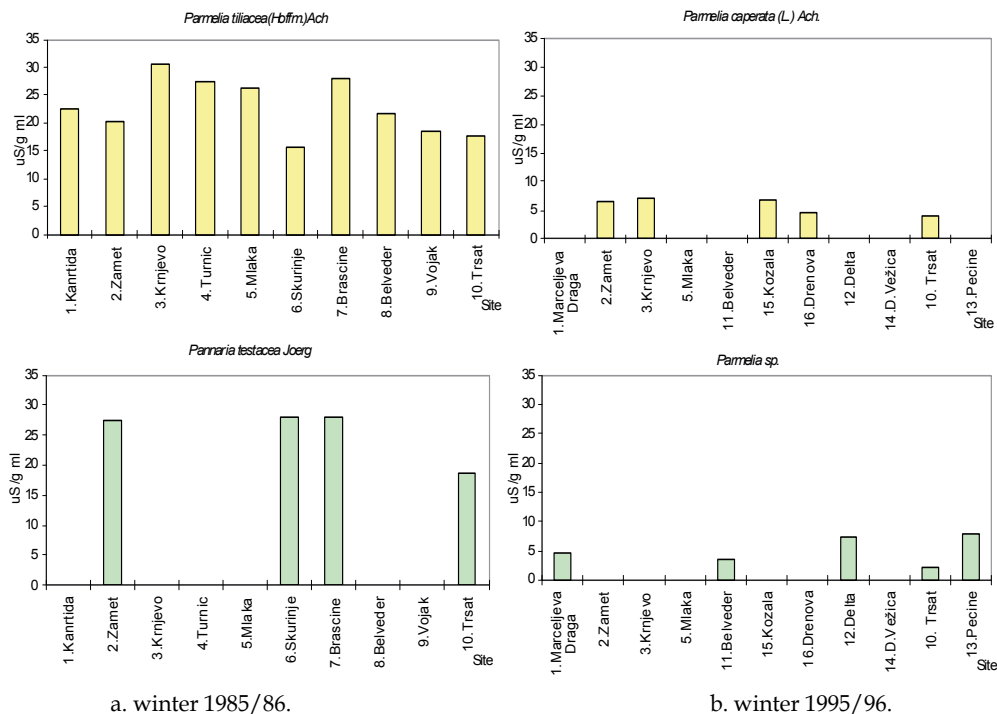 Parmelia tiliacea(Hoffm.)Ach
uS/g ml
35
30
25
20
15
10
5
0
1.Kanrtida
2.Zamet
3.Krnjevo
4.Turnic
5.Mlaka
6.Skurinje
7.Brascine
8.Belveder
9.Vojak
10.Trsat
Site
Parmelia caperata (L.) Ach.
uS/g ml
35
30
25
20
15
10
5
0
1.Marceljeva
Draga
2.Zamet
3.Krnjevo
5.Mlaka
11.Belveder
15.Kozala
16.Drenova
12.Delta
14.D.Vežica
10. Trsat
13.Pecine
Site
Pannaria testacea Joerg
uS/g ml
35
30
25
20
15
10
5
0
1.Kanrtida
2.Zamet
3.Krnjevo
4.Turnic
5.Mlaka
6.Skurinje
7.Brascine
8.Belveder
9.Vojak
10.Trsat
Site
Parmelia sp.
uS/g ml
35
30
25
20
15
10
5
0
1.Marceljeva
Draga
2.Zamet
3.Krnjevo
5.Mlaka
11.Belveder
15.Kozala
16.Drenova
12.Delta
14.D.Vežica
10. Trsat
13.Pecine
Site
a. winter 1985/86.
b. winter 1995/96.